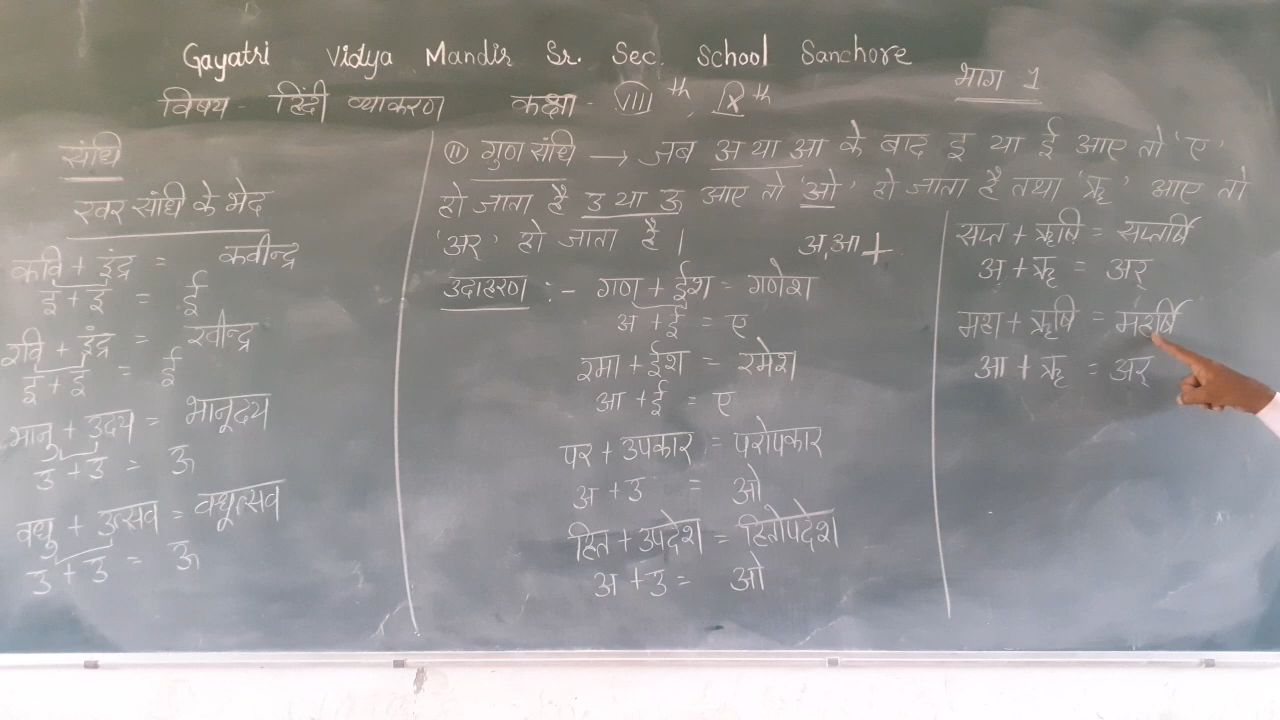 Gayatri Vidya Mandir Sr. Sec. School Sanchore
विषय - हिंदी व्याकरण कक्षा - VIII th, IX th
भाग 1
संधि
स्वर संधि के भेद
कवि + इंद्र = कवीन्द्र
इ + इ = ई
रवि + इंद्र = रवीन्द्र
इ + इ = ई
भानु + उदय = भानूदय
उ + उ = ऊ
वधु + उत्सव = वधूत्सव
उ + उ = ऊ
(II) गुण संधि → जब अ या आ के बाद इ या ई आए तो 'ए'
हो जाता है उ या ऊ आए तो 'ओ' हो जाता है तथा 'ऋ' आए तो
'अर्' हो जाता है। अ,आ +
उदाहरण :- गण + ईश = गणेश
अ + ई = ए
रमा + ईश = रमेश
आ + ई = ए
पर + उपकार = परोपकार
अ + उ = ओ
हित + उपदेश = हितोपदेश
अ + उ = ओ
सप्त + ऋषि = सप्तर्षि
अ + ऋ = अर्
महा + ऋषि = महर्षि
आ + ऋ = अर्